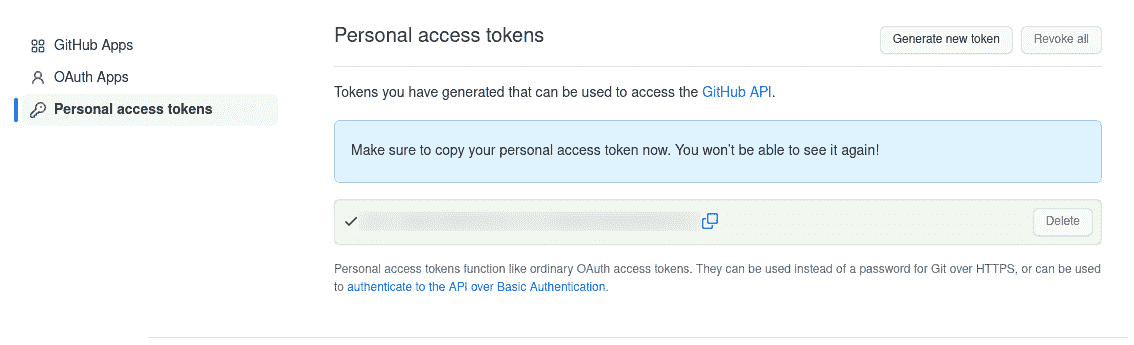 GitHub Apps
OAuth Apps
Personal access tokens
Personal access tokens
Generate new token
Revoke all
Tokens you have generated that can be used to access the GitHub API.
Make sure to copy your personal access token now. You won't be able to see it again!
Delete
Personal access tokens function like ordinary OAuth access tokens. They can be used instead of a password for Git over HTTPS, or can be used
to authenticate to the API over Basic Authentication.